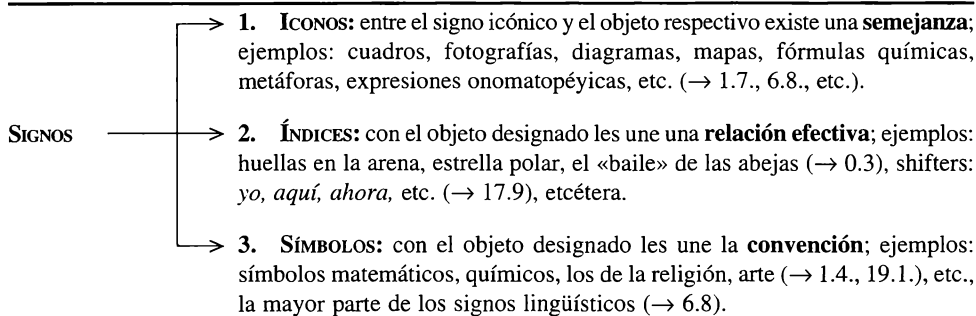 1. Iconos: entre el signo icónico y el objeto respectivo existe una semejanza;
ejemplos: cuadros, fotografías, diagramas, mapas, fórmulas químicas,
metáforas, expresiones onomatopéyicas, etc. (→ 1.7., 6.8., etc.).
Signos
2. Índices: con el objeto designado les une una relación efectiva; ejemplos:
huellas en la arena, estrella polar, el «baile» de las abejas (→ 0.3), shifters:
yo, aquí, ahora, etc. (→ 17.9), etcétera.
3. Símbolos: con el objeto designado les une la convención; ejemplos:
símbolos matemáticos, químicos, los de la religión, arte (→ 1.4., 19.1.), etc.,
la mayor parte de los signos lingüísticos (→ 6.8).